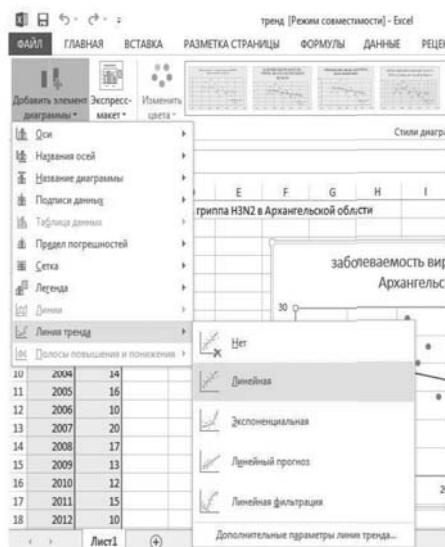 тренд [Режим совместимости] - Excel
ФАЙЛ ГЛАВНАЯ ВСТАВКА РАЗМЕТКА СТРАНИЦЫ ФОРМУЛЫ ДАННЫЕ РЕЦЕН
Добавить элемент диаграммы
Экспресс-макет
Изменить цвета
Стили диагра
Оси
Названия осей
Название диаграммы
Подписи данных
Таблица данных
Предел погрешностей
Сетка
Легенда
Линии
Линия тренда
Полосы повышения и понижения
E F G H I
гриппа H3N2 в Архангельской области
заболеваемость вир
Архангельс
30
Нет
Линейная
Экспоненциальная
Линейный прогноз
Линейная фильтрация
Дополнительные параметры линии тренда...
10 2004 14
11 2005 16
12 2006 10
13 2007 20
14 2008 17
15 2009 13
16 2010 12
17 2011 15
18 2012 10
2
Лист1